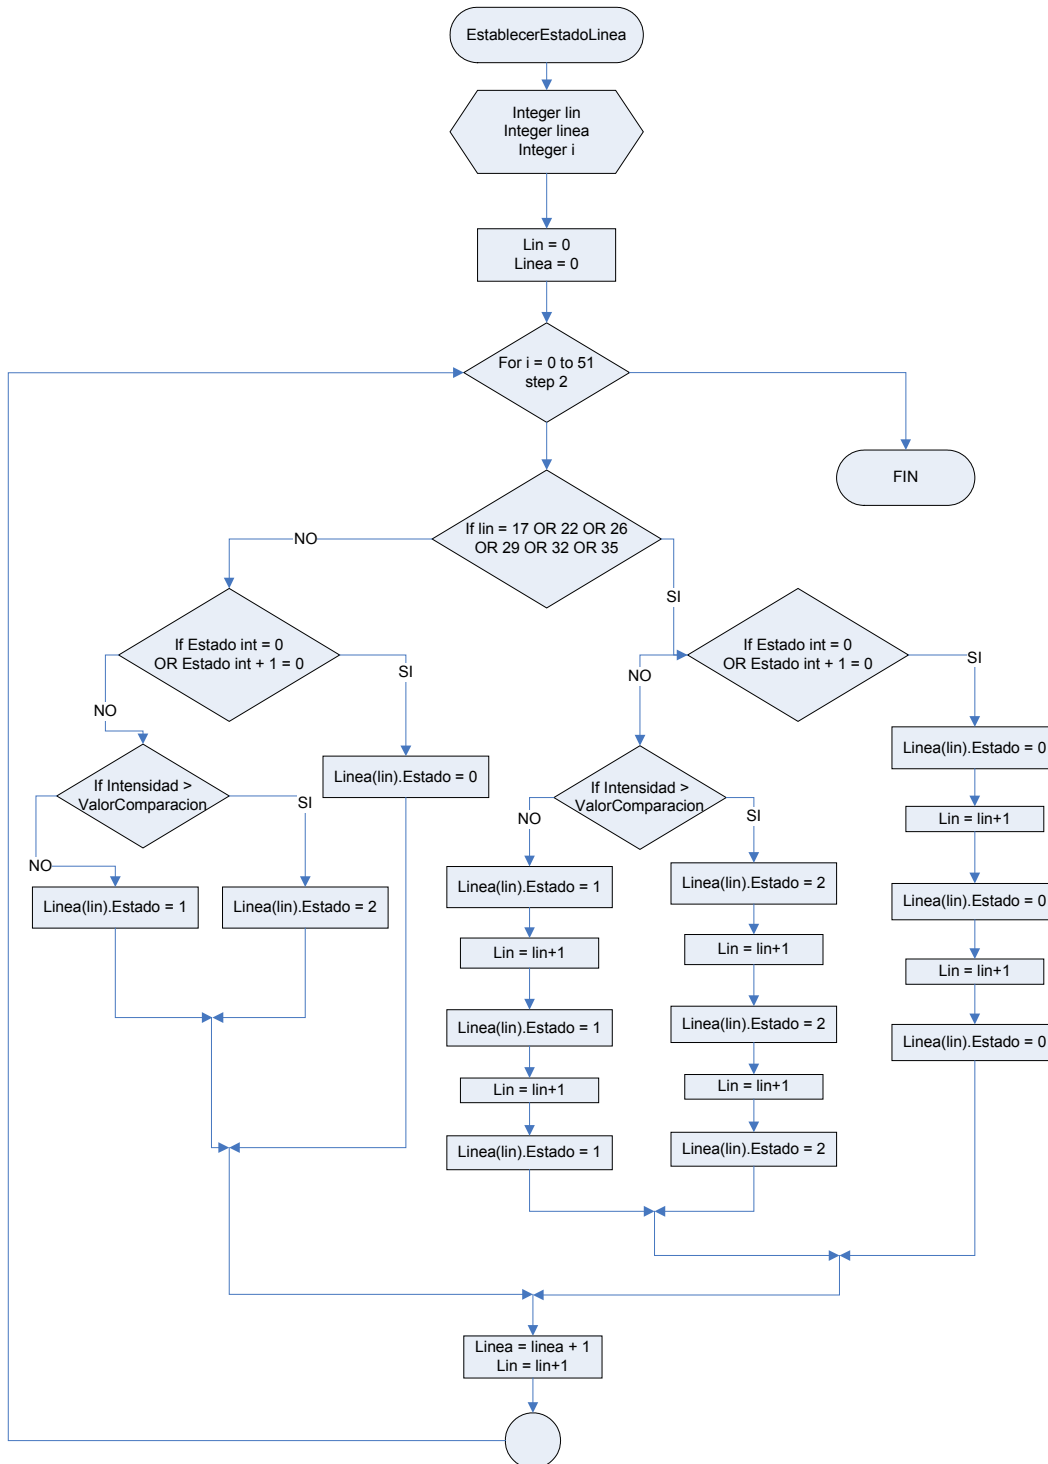 EstablecerEstadoLinea
Integer lin
Integer linea
Integer i
Lin = 0
Linea = 0
For i = 0 to 51
step 2
FIN
If lin = 17 OR 22 OR 26
OR 29 OR 32 OR 35
NO
SI
If Estado int = 0
OR Estado int + 1 = 0
NO
SI
If Intensidad >
ValorComparacion
NO
SI
Linea(lin).Estado = 0
Linea(lin).Estado = 1
Linea(lin).Estado = 2
If Estado int = 0
OR Estado int + 1 = 0
NO
SI
If Intensidad >
ValorComparacion
NO
SI
Linea(lin).Estado = 1
Lin = lin+1
Linea(lin).Estado = 1
Lin = lin+1
Linea(lin).Estado = 1
Linea(lin).Estado = 2
Lin = lin+1
Linea(lin).Estado = 2
Lin = lin+1
Linea(lin).Estado = 2
Linea(lin).Estado = 0
Lin = lin+1
Linea(lin).Estado = 0
Lin = lin+1
Linea(lin).Estado = 0
Linea = linea + 1
Lin = lin+1